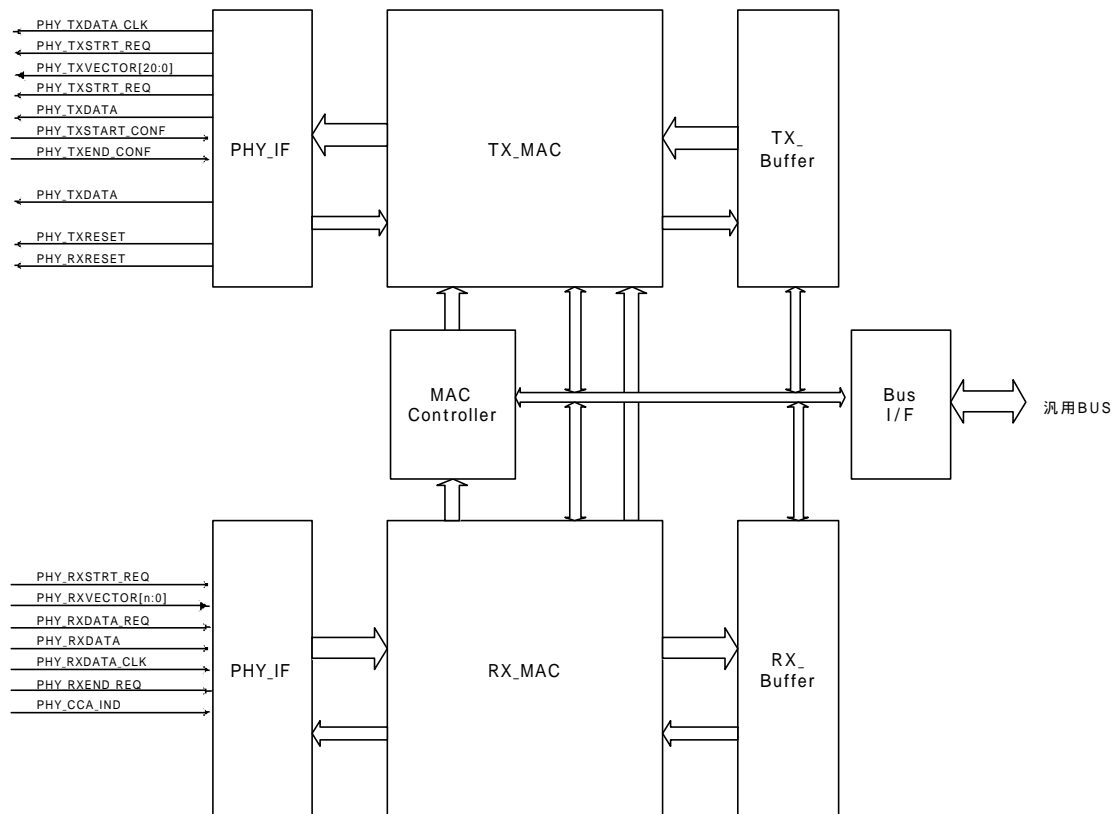 PHY_TXDATA_CLK
PHY_TXSTRT_REQ
PHY_TXVECTOR[20:0]
PHY_TXSTRT_REQ
PHY_TXDATA
PHY_TXSTART_CONF
PHY_TXEND_CONF
PHY_TXDATA
PHY_TXRESET
PHY_RXRESET
PHY_IF
TX_MAC
TX_
Buffer
MAC
Controller
Bus
I/F
汎用BUS
PHY_RXSTRT_REQ
PHY_RXVECTOR[n:0]
PHY_RXDATA_REQ
PHY_RXDATA
PHY_RXDATA_CLK
PHY_RXEND_REQ
PHY_CCA_IND
PHY_IF
RX_MAC
RX_
Buffer